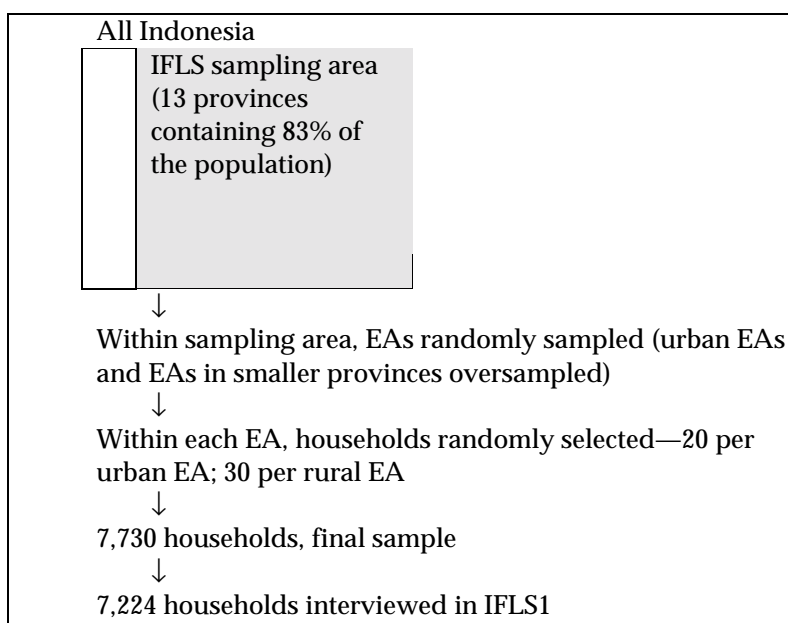 All Indonesia
IFLS sampling area
(13 provinces
containing 83% of
the population)
↓
Within sampling area, EAs randomly sampled (urban EAs
and EAs in smaller provinces oversampled)
↓
Within each EA, households randomly selected—20 per
urban EA; 30 per rural EA
↓
7,730 households, final sample
↓
7,224 households interviewed in IFLS1